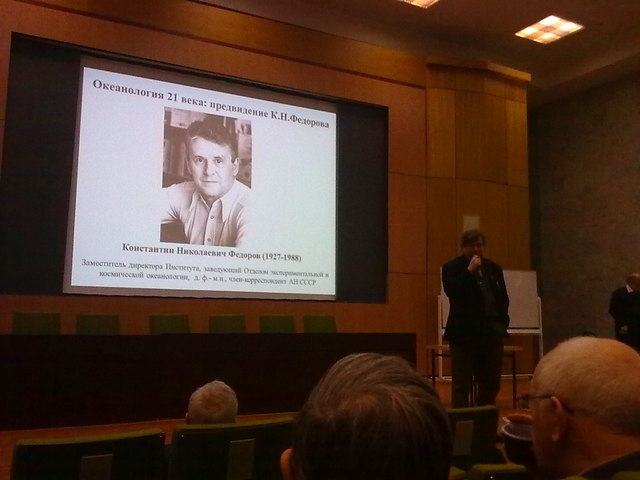 Океанология 21 века: предвидение К.Н.Федорова
Константин Николаевич Федоров (1927-1988)
Заместитель директора Института, заведующий Отделом экспериментальной и
космической океанологии, д. ф.- м.н., член-корреспондент АН СССР